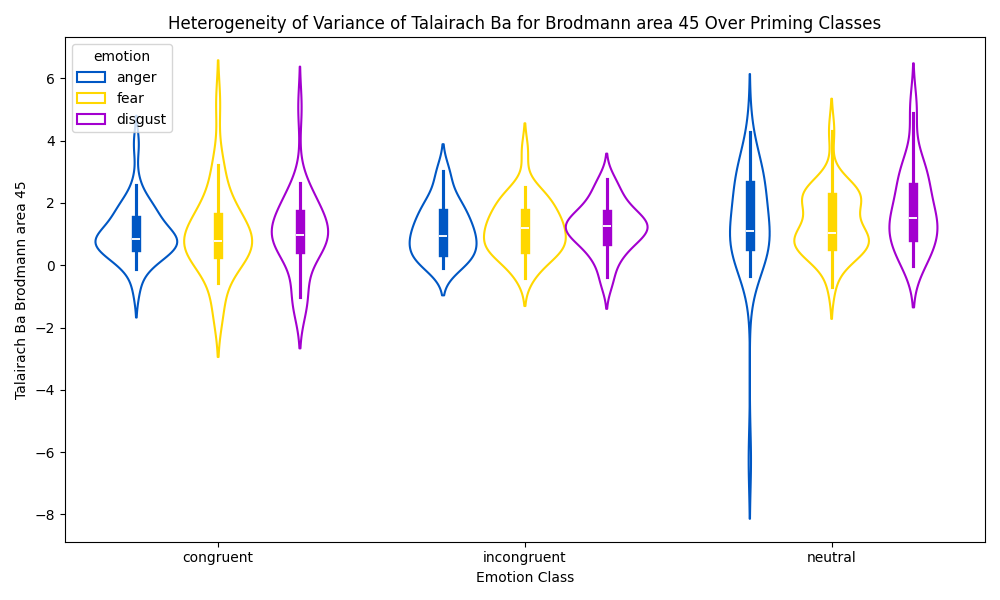 Heterogeneity of Variance of Talairach Ba for Brodmann area 45 Over Priming Classes
emotion
anger
fear
disgust
6
4
2
0
−2
−4
−6
−8
Talairach Ba Brodmann area 45
congruent
incongruent
neutral
Emotion Class